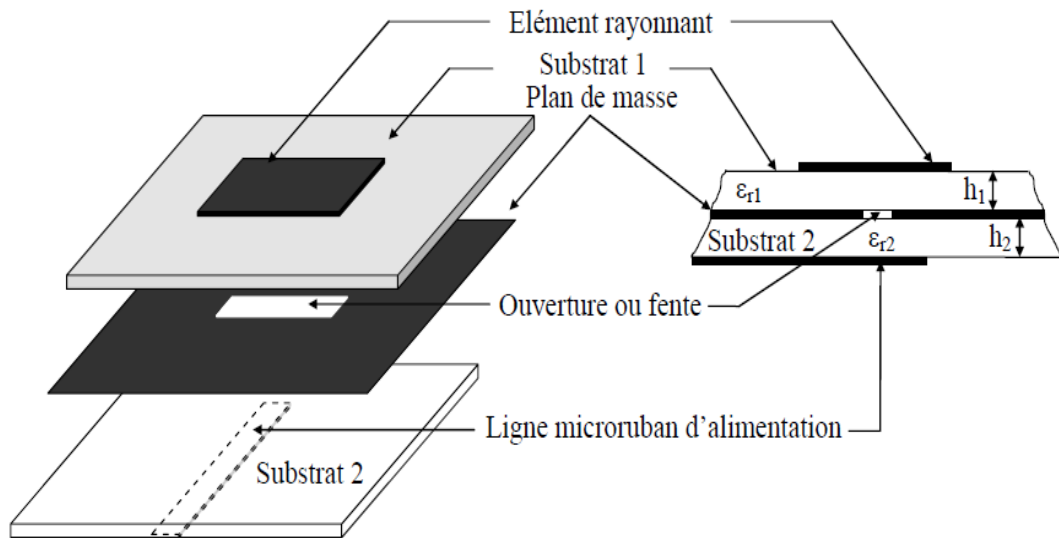 Elément rayonnant
Substrat 1
Plan de masse
εr1
h1
Substrat 2
εr2
h2
Ouverture ou fente
Ligne microruban d’alimentation
Substrat 2